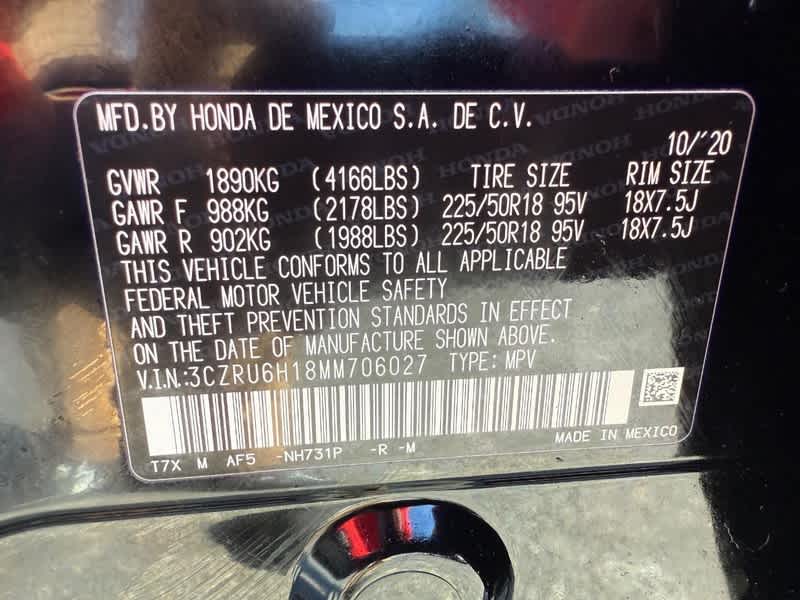 MFD.BY HONDA DE MEXICO S.A. DE C.V.
10/'20
GVWR 1890KG (4166LBS) TIRE SIZE RIM SIZE
GAWR F 988KG (2178LBS) 225/50R18 95V 18X7.5J
GAWR R 902KG (1988LBS) 225/50R18 95V 18X7.5J
THIS VEHICLE CONFORMS TO ALL APPLICABLE
FEDERAL MOTOR VEHICLE SAFETY
AND THEFT PREVENTION STANDARDS IN EFFECT
ON THE DATE OF MANUFACTURE SHOWN ABOVE.
V.I.N.:3CZRU6H18MM706027 TYPE: MPV
MADE IN MEXICO
T7X M AF5 -NH731P -R -M